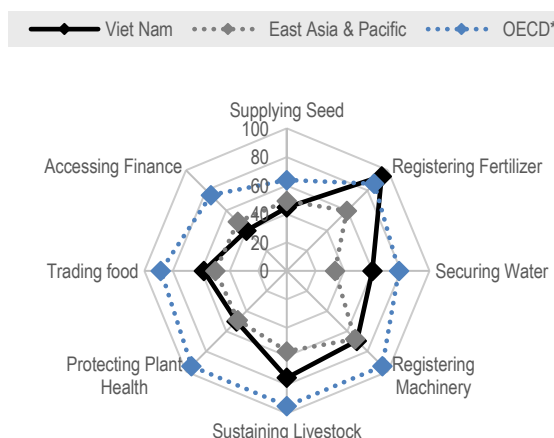 Viet Nam East Asia & Pacific OECD*
Supplying Seed
100
Accessing Finance
80
Registering Fertilizer
60
40
20
Trading food
0
Securing Water
Protecting Plant
Health
Registering
Machinery
Sustaining Livestock